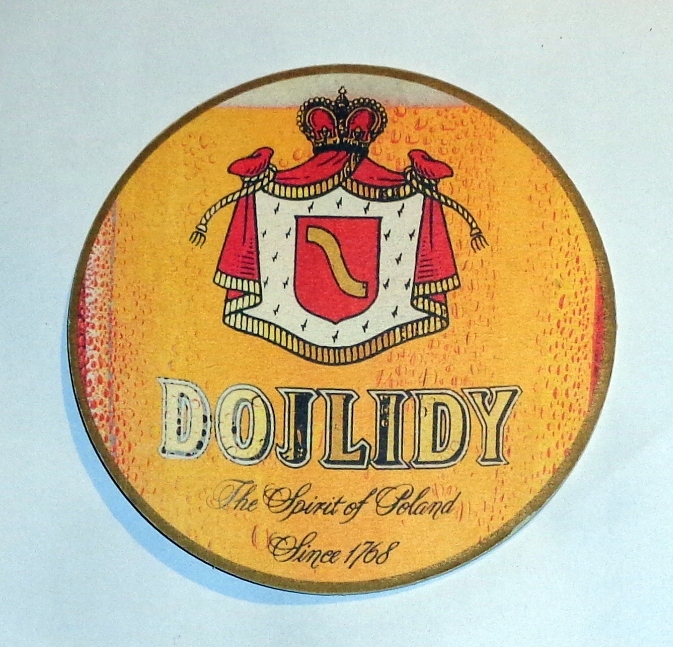 DOJLIDY
The Spirit of Poland
Since 1768